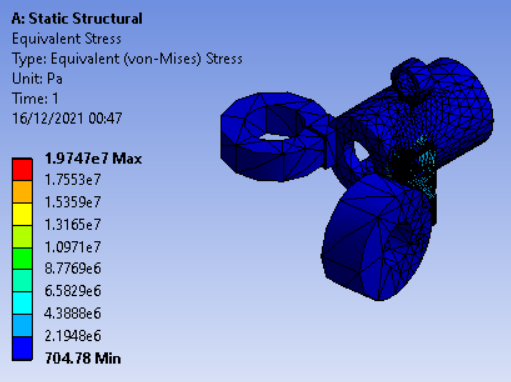 A: Static Structural
Equivalent Stress
Type: Equivalent (von-Mises) Stress
Unit: Pa
Time: 1
16/12/2021 00:47
1.9747e7 Max
1.7553e7
1.5359e7
1.3165e7
1.0971e7
8.7769e6
6.5829e6
4.3886e6
2.1948e6
704.78 Min